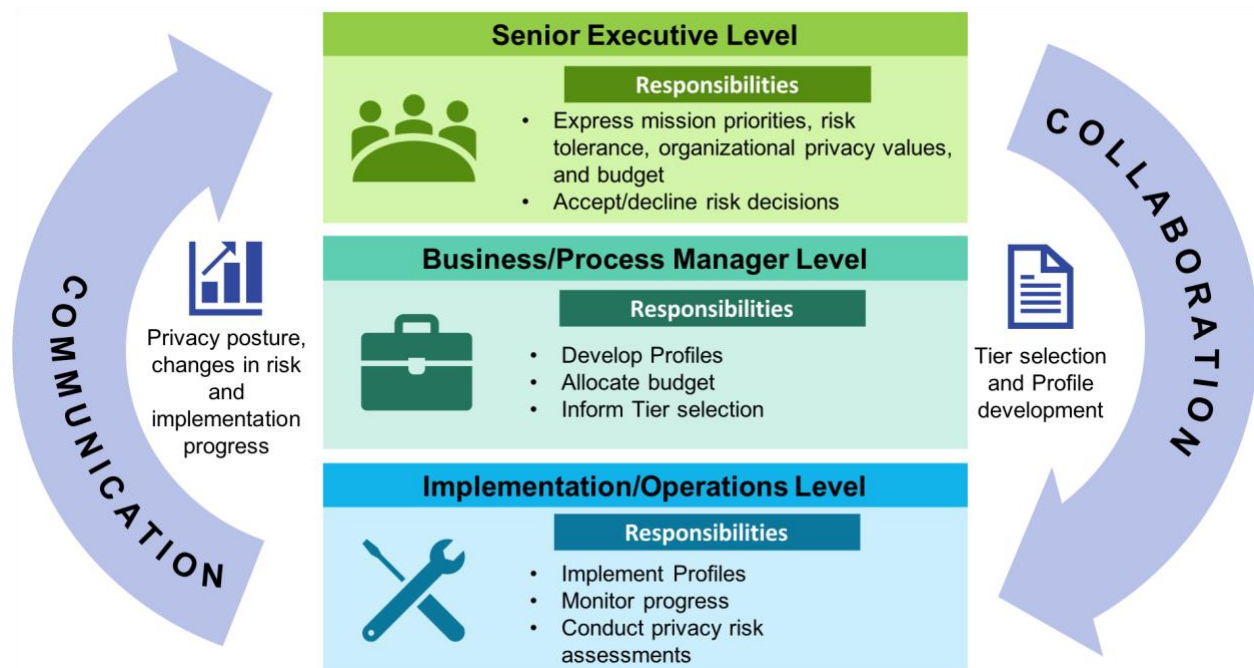 Senior Executive Level
Responsibilities
• Express mission priorities, risk
tolerance, organizational privacy values,
and budget
• Accept/decline risk decisions
COMMUNICATION
Privacy posture,
changes in risk
and
implementation
progress
Business/Process Manager Level
Responsibilities
• Develop Profiles
• Allocate budget
• Inform Tier selection
COLLABORATION
Tier selection
and Profile
development
Implementation/Operations Level
Responsibilities
• Implement Profiles
• Monitor progress
• Conduct privacy risk
assessments